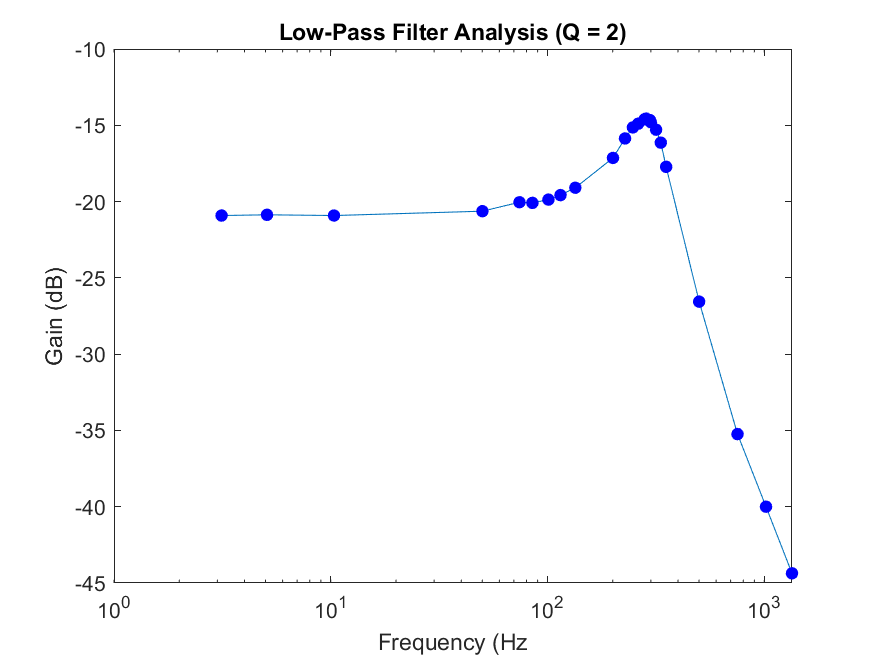 Low-Pass Filter Analysis (Q = 2)
-10
-15
-20
-25
-30
-35
-40
-45
Gain (dB)
10^0 10^1 10^2 10^3
Frequency (Hz